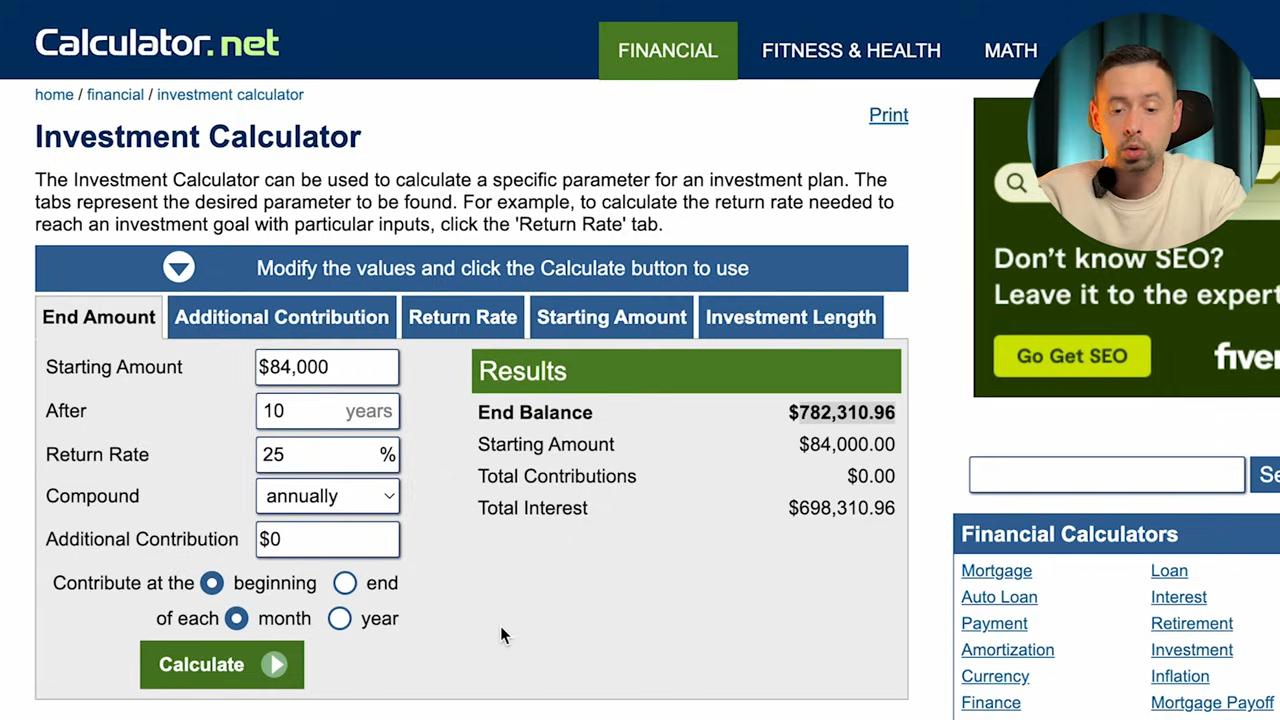 Calculator.net
FINANCIAL
FITNESS & HEALTH
MATH
home / financial / investment calculator
Print
Investment Calculator
The Investment Calculator can be used to calculate a specific parameter for an investment plan. The
tabs represent the desired parameter to be found. For example, to calculate the return rate needed to
reach an investment goal with particular inputs, click the 'Return Rate' tab.
Modify the values and click the Calculate button to use
End Amount
Additional Contribution
Return Rate
Starting Amount
Investment Length
Starting Amount $84,000
After 10 years
Return Rate 25 %
Compound annually
Additional Contribution $0
Contribute at the beginning end
of each month year
Calculate
Results
End Balance $782,310.96
Starting Amount $84,000.00
Total Contributions $0.00
Total Interest $698,310.96
Don't know SEO?
Leave it to the expert
Go Get SEO
Financial Calculators
Mortgage Loan
Auto Loan Interest
Payment Retirement
Amortization Investment
Currency Inflation
Finance Mortgage Payoff